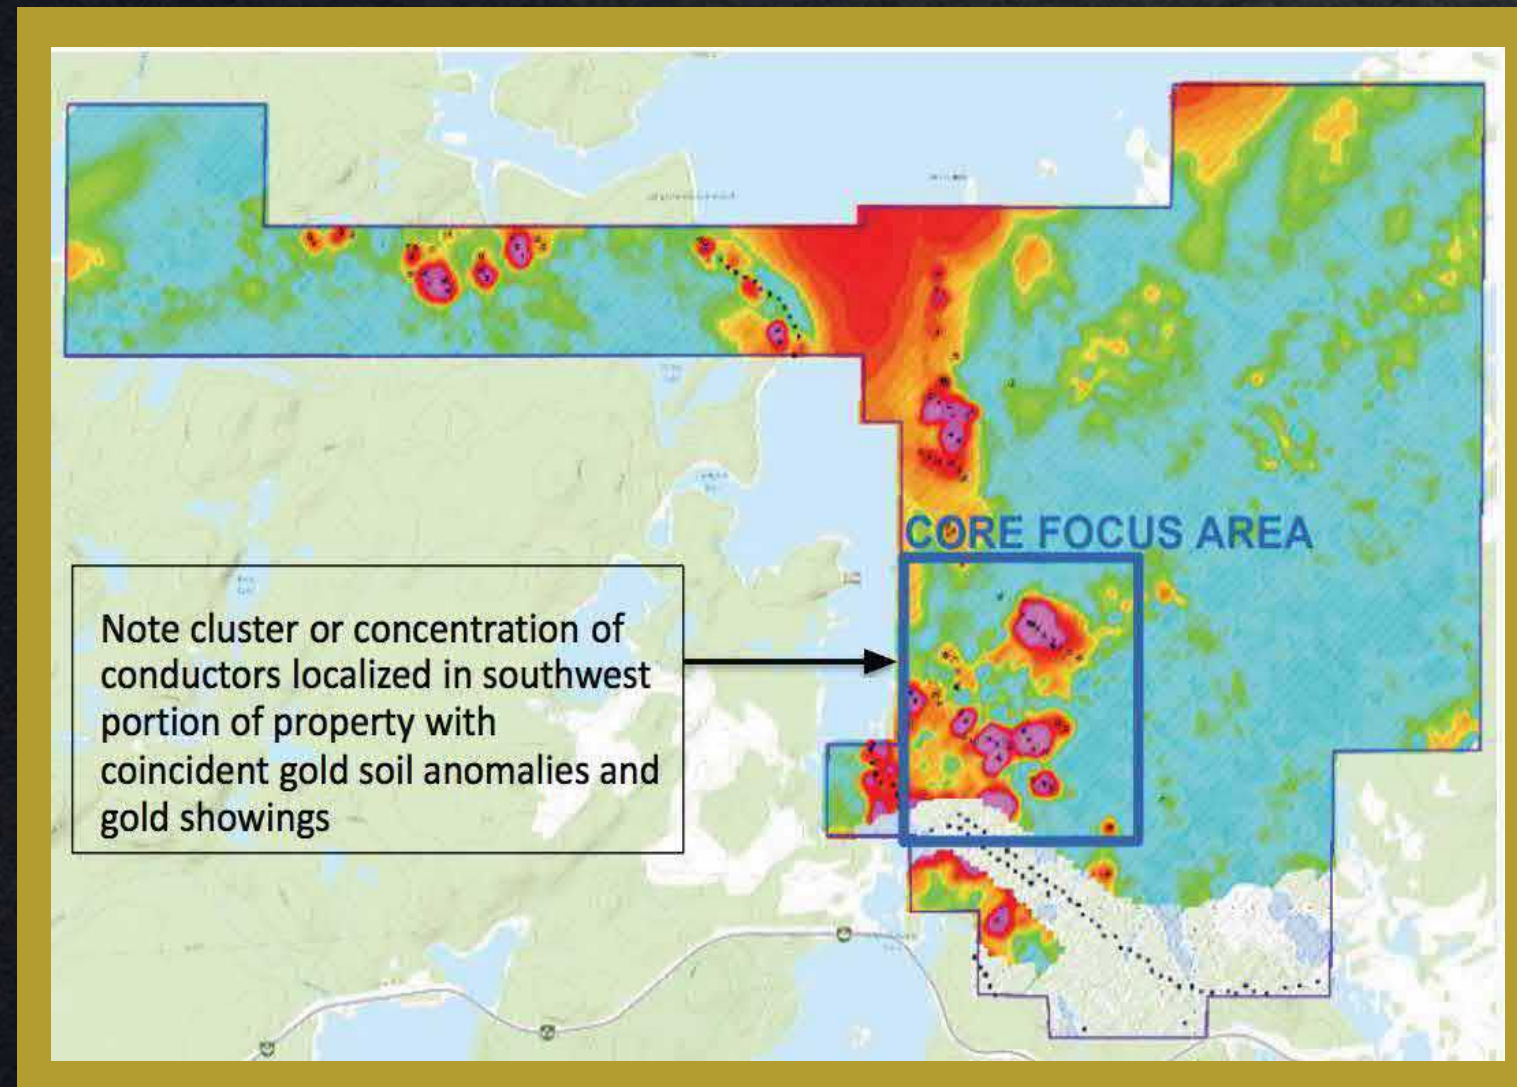 CORE FOCUS AREA
Note cluster or concentration of
conductors localized in southwest
portion of property with
coincident gold soil anomalies and
gold showings